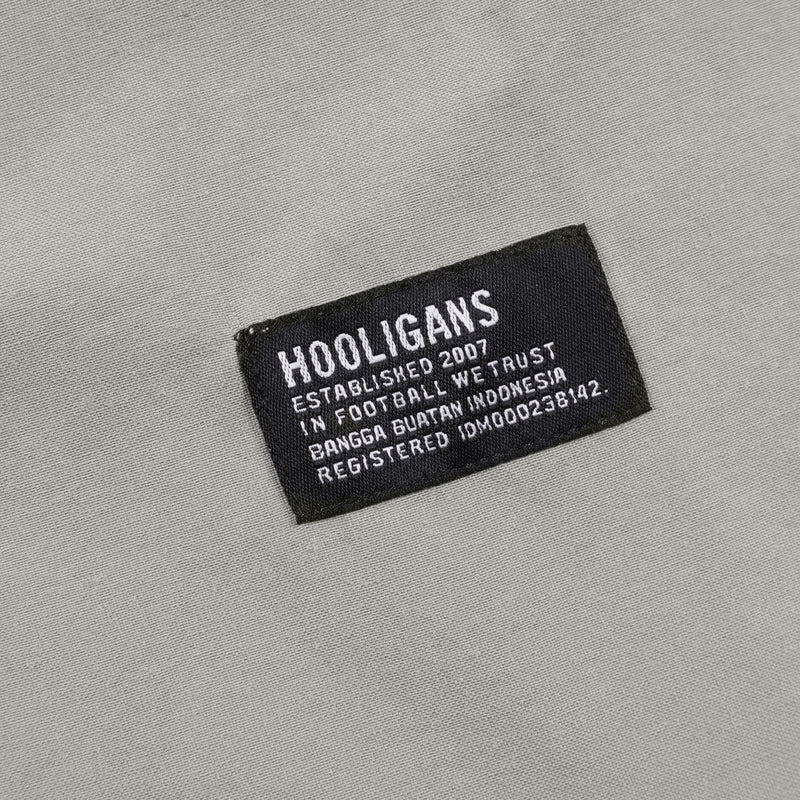 HOOLIGANS
ESTABLISHED 2007
IN FOOTBALL WE TRUST
BANGGA BUATAN INDONESIA
REGISTERED IDM000238142.